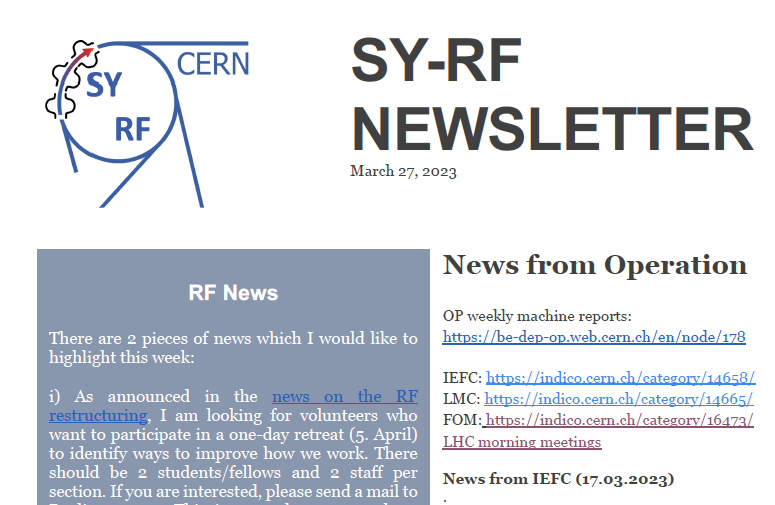 CERN
SY
RF
SY-RF
NEWSLETTER
March 27, 2023
RF News
There are 2 pieces of news which I would like to
highlight this week:
i) As announced in the news on the RF
restructuring, I am looking for volunteers who
want to participate in a one-day retreat (5. April)
to identify ways to improve how we work. There
should be 2 students/fellows and 2 staff per
section. If you are interested, please send a mail to
News from Operation
OP weekly machine reports:
https://be-dep-op.web.cern.ch/en/node/178
IEFC: https://indico.cern.ch/category/14658/
LMC: https://indico.cern.ch/category/14665/
FOM: https://indico.cern.ch/category/16473/
LHC morning meetings
News from IEFC (17.03.2023)